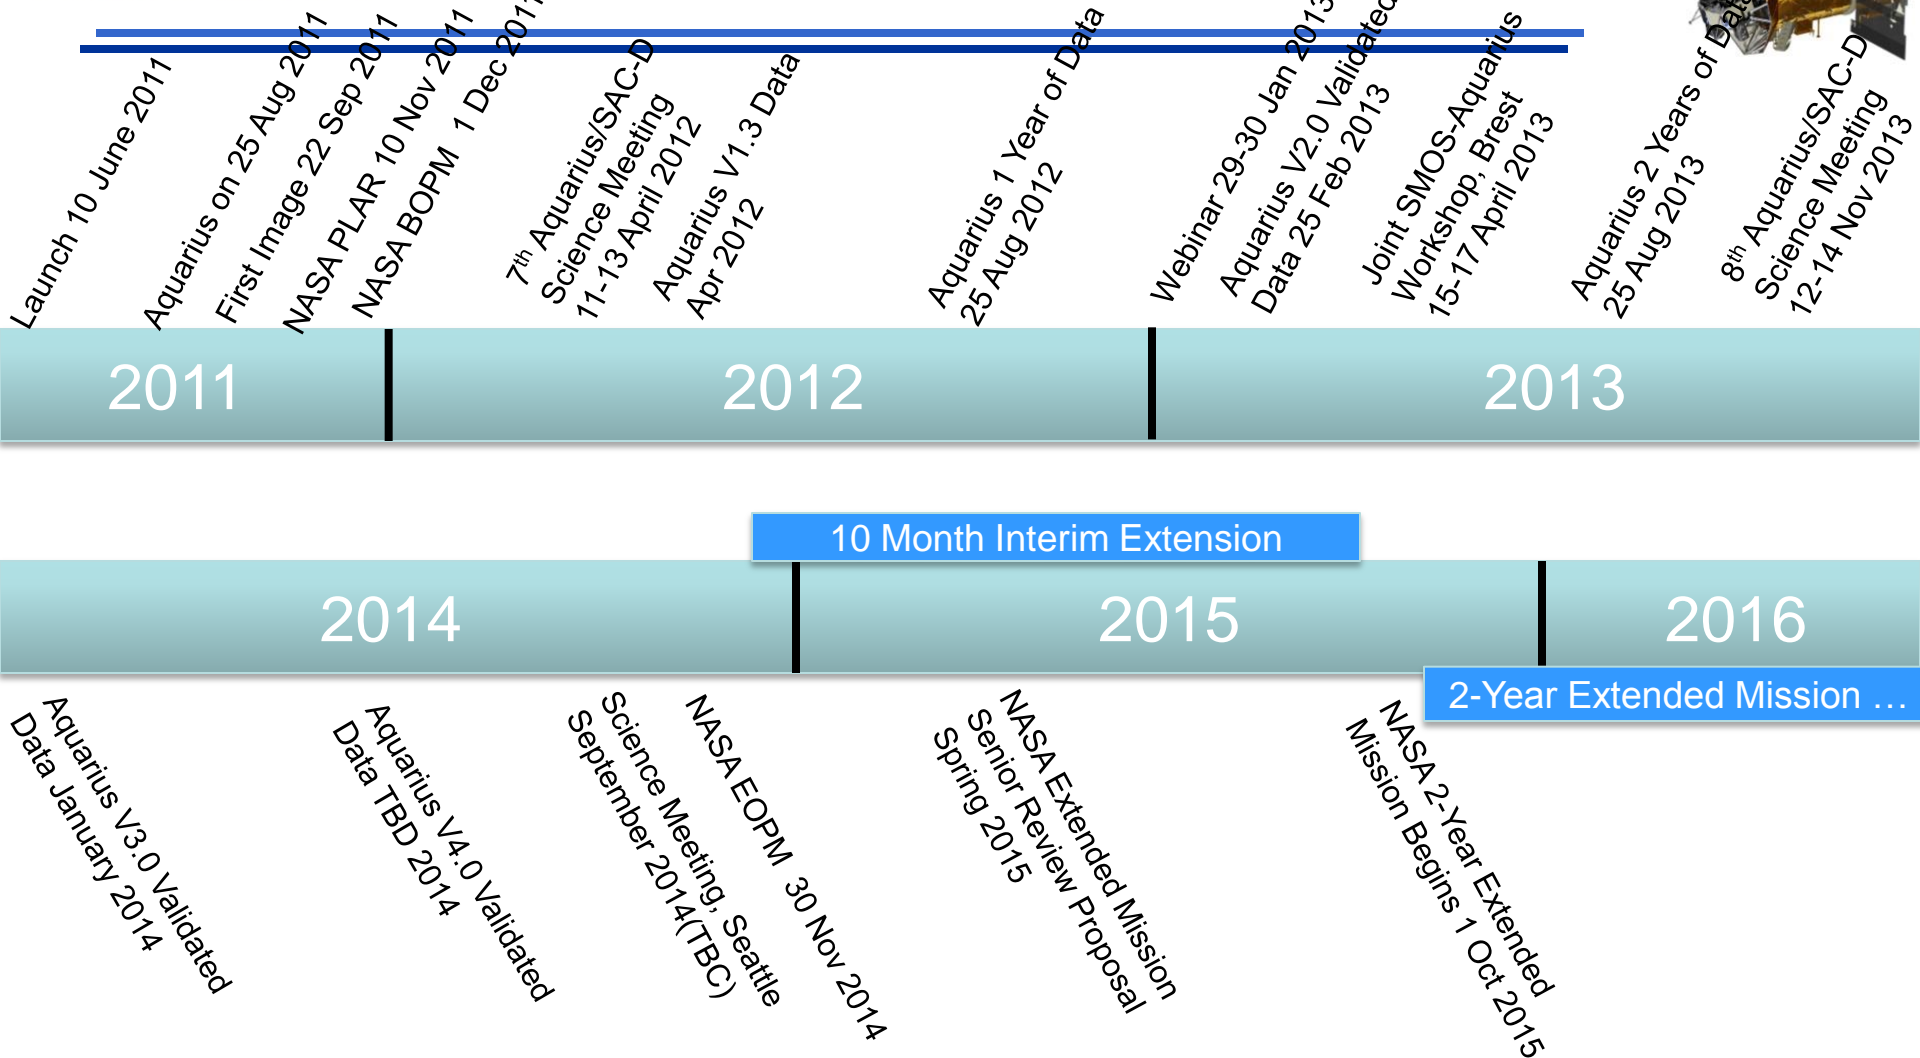 Launch 10 June 2011
Aquarius on 25 Aug 2011
First Image 22 Sep 2011
NASA PLAR 10 Nov 2011
NASA BOPM 1 Dec 2011
7th Aquarius/SAC-D
Science Meeting
11-13 April 2012
Aquarius V1.3 Data
Apr 2012
Aquarius 1 Year of Data
25 Aug 2012
Webinar 29-30 Jan 2013
Aquarius V2.0 Validated
Data 25 Feb 2013
Joint SMOS-Aquarius
Workshop, Brest
15-17 April 2013
Aquarius 2 Years of Data
25 Aug 2013
8th Aquarius/SAC-D
Science Meeting
12-14 Nov 2013
2011
2012
2013
10 Month Interim Extension
2014
2015
2016
2-Year Extended Mission …
Aquarius V3.0 Validated
Data January 2014
Aquarius V4.0 Validated
Data TBD 2014
Science Meeting, Seattle
September 2014(TBC)
NASA EOPM 30 Nov 2014
NASA Extended Mission
Senior Review Proposal
Spring 2015
NASA 2-Year Extended
Mission Begins 1 Oct 2015